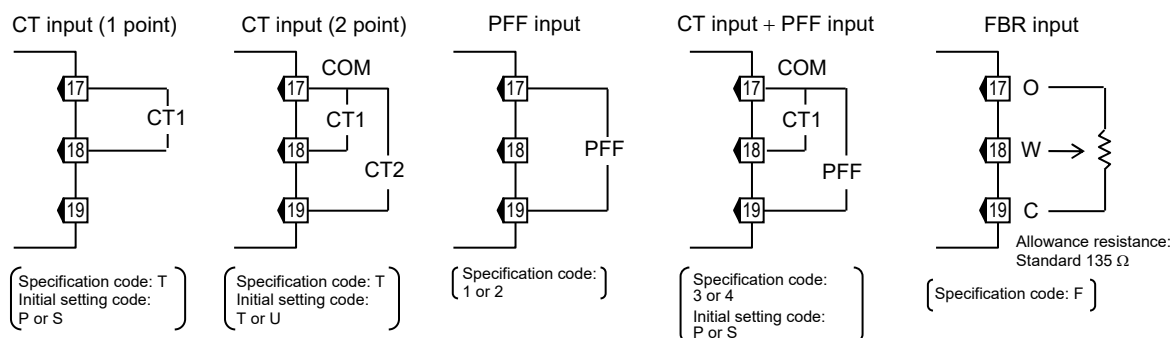 CT input (1 point)
17
CT1
18
19
Specification code: T
Initial setting code:
P or S
CT input (2 point)
COM
17
CT1
18
CT2
19
Specification code: T
Initial setting code:
T or U
PFF input
17
18
PFF
19
Specification code:
1 or 2
CT input + PFF input
COM
17
CT1
18
PFF
19
Specification code:
3 or 4
Initial setting code:
P or S
FBR input
17 O
18 W
19 C
Allowance resistance:
Standard 135 Ω
Specification code: F